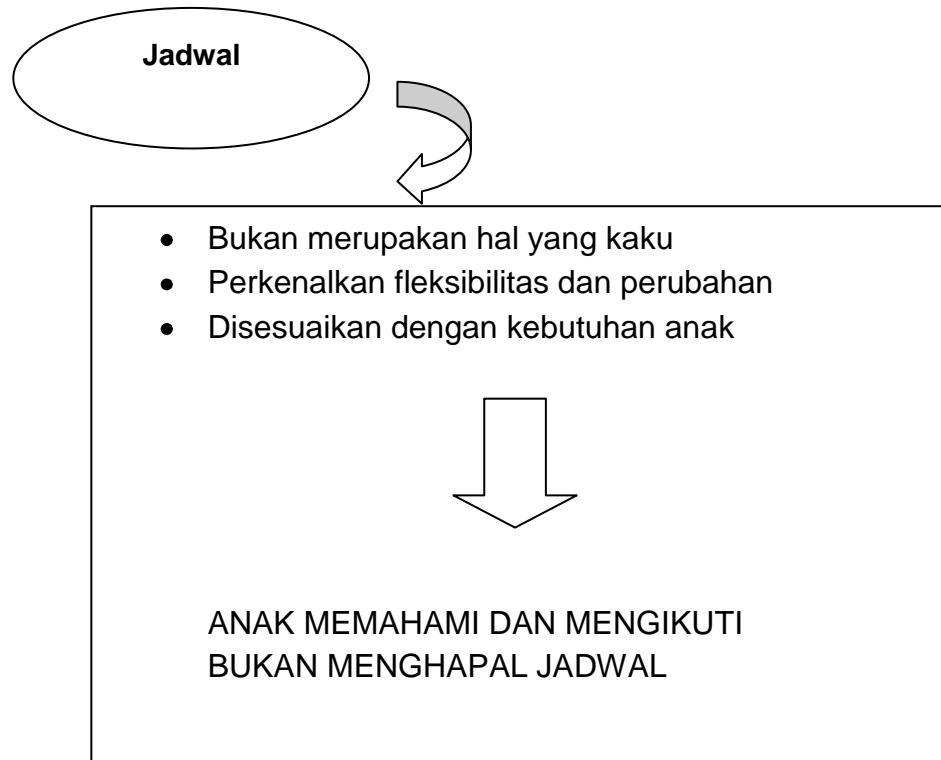 Jadwal
• Bukan merupakan hal yang kaku
• Perkenalkan fleksibilitas dan perubahan
• Disesuaikan dengan kebutuhan anak
ANAK MEMAHAMI DAN MENGIKUTI
BUKAN MENGHAPAL JADWAL